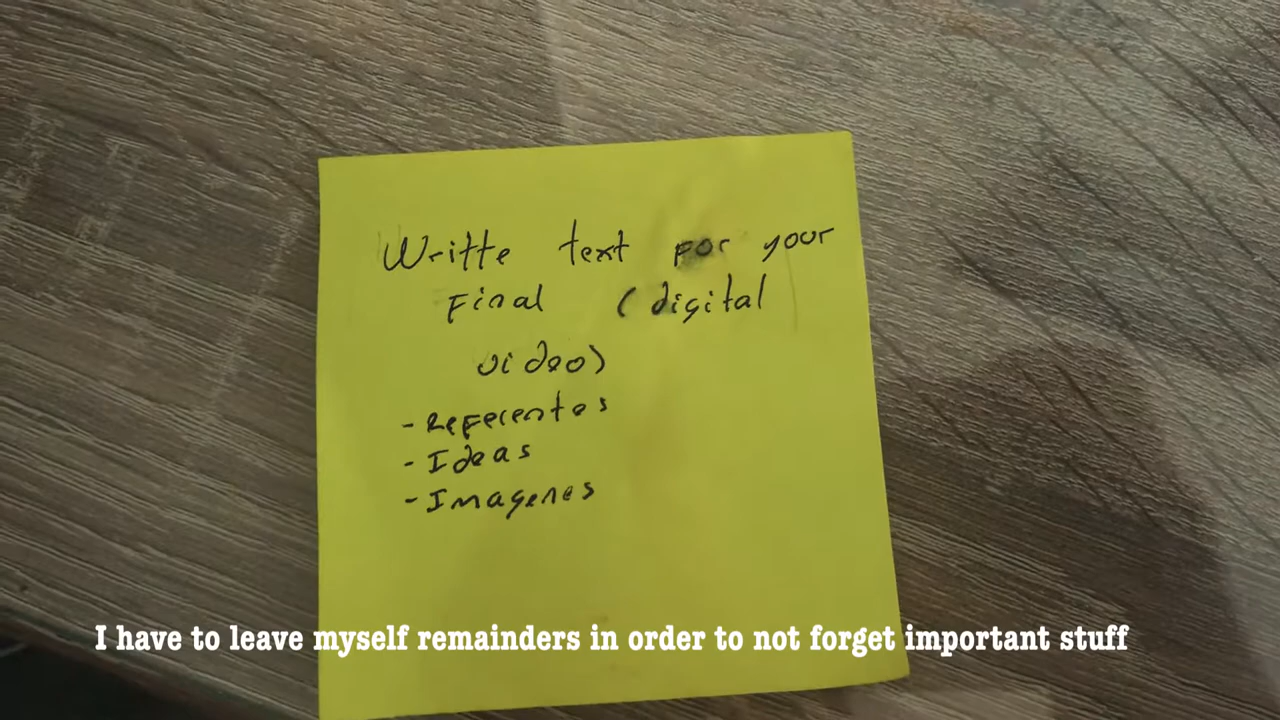 Writte text for your
Final (digital
video)
- Referentes
- Ideas
- Imagenes
I have to leave myself remainders in order to not forget important stuff